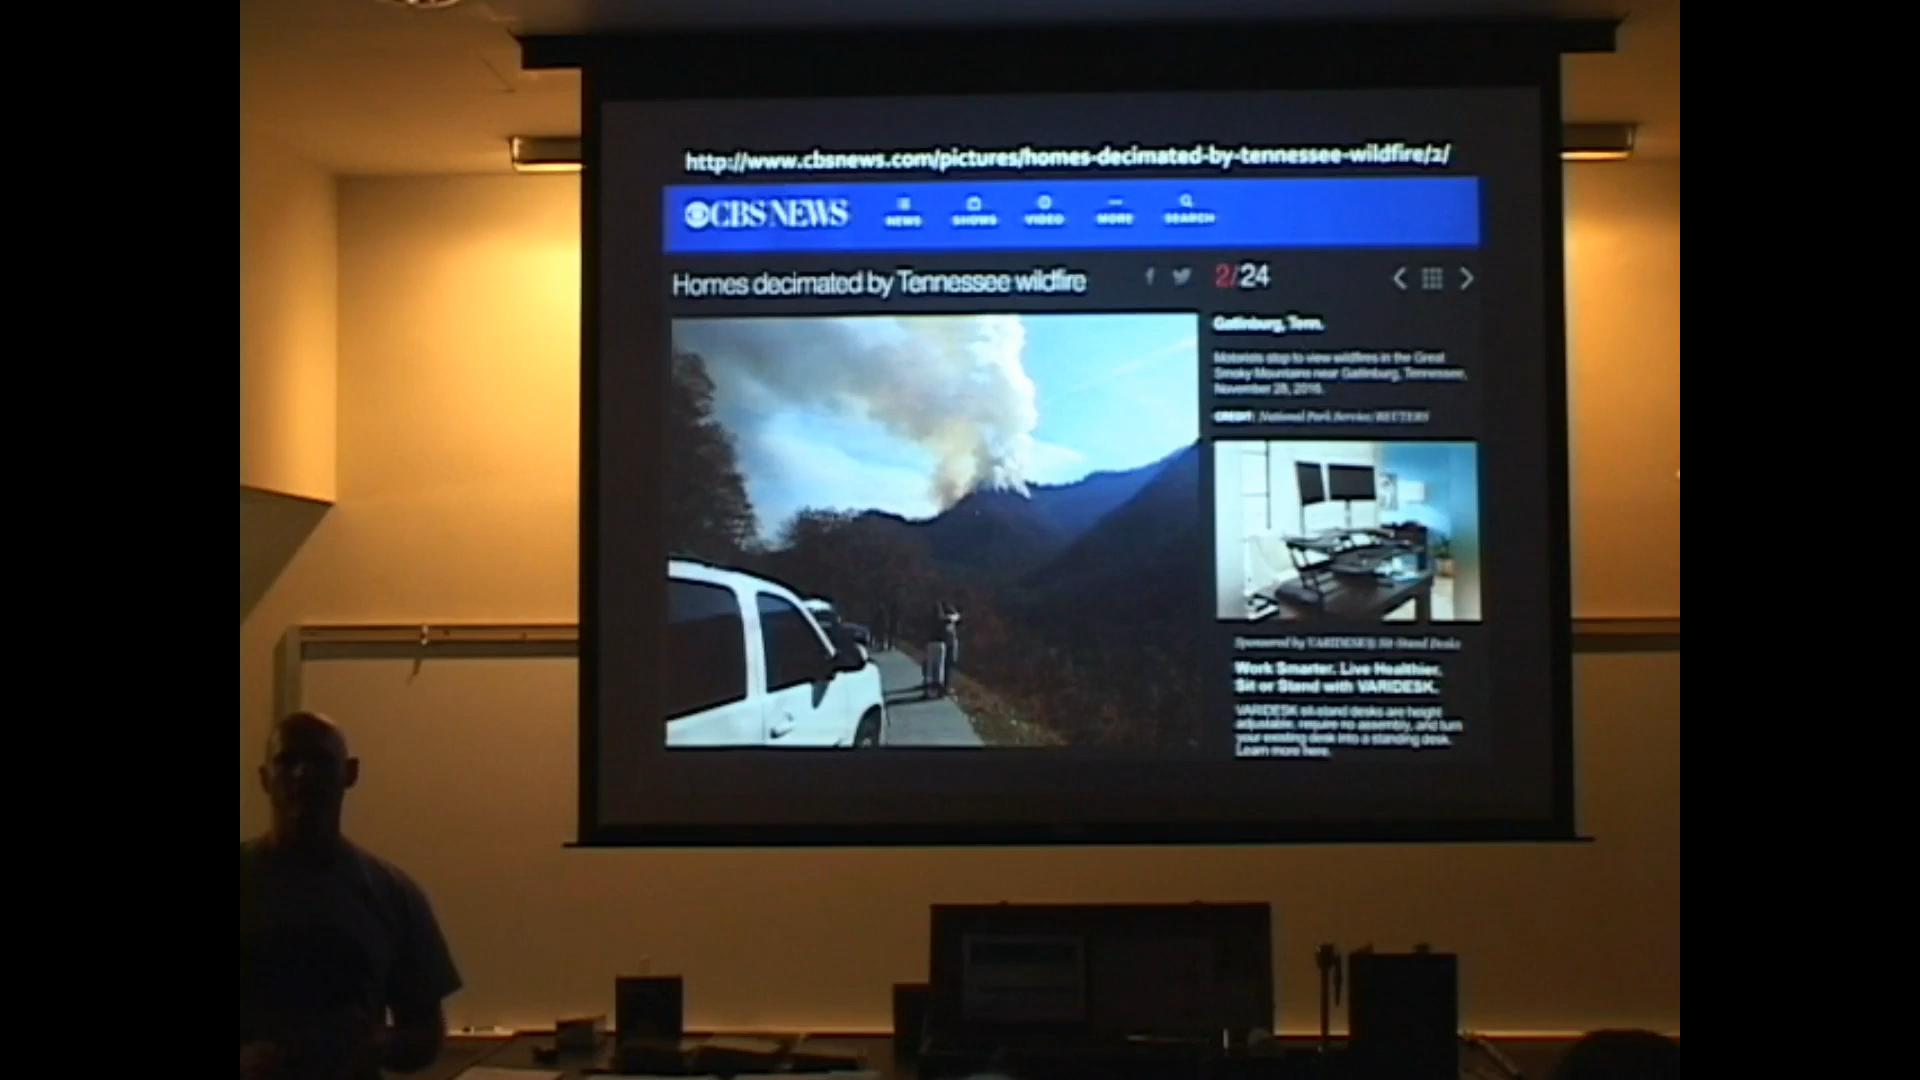 http://www.cbsnews.com/pictures/homes-decimated-by-tennessee-wildfire/2/
CBS NEWS
NEWS SHOWS VIDEO MORE SEARCH
Homes decimated by Tennessee wildfire
2/24
Gatlinburg, Tenn.
Motorists stop to view wildfires in the Great
Smoky Mountains near Gatlinburg, Tennessee,
November 28, 2016.
CREDIT: National Park Service/REUTERS
Sponsored by VARIDESK® Sit-Stand Desks
Work Smarter. Live Healthier.
Sit or Stand with VARIDESK.
VARIDESK sit-stand desks are height
adjustable, require no assembly, and turn
your existing desk into a standing desk.
Learn more here.